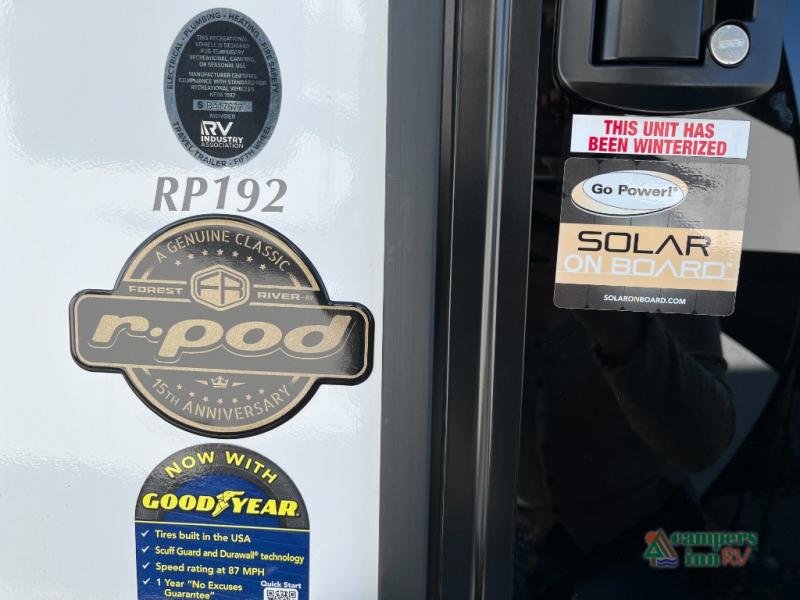 ELECTRICAL • PLUMBING • HEATING • FIRE SAFETY
THIS RECREATIONAL
VEHICLE IS DESIGNED
FOR TEMPORARY
RECREATIONAL, CAMPING,
OR SEASONAL USE
MANUFACTURER CERTIFIES
COMPLIANCE WITH STANDARD FOR
RECREATIONAL VEHICLES
NFPA 1192
MEMBER
RV
INDUSTRY
ASSOCIATION
TRAVEL TRAILER • FIFTH WHEEL
RP192
A GENUINE CLASSIC
FOREST RIVER RV
r•pod
15TH ANNIVERSARY
NOW WITH
GOODYEAR
✓ Tires built in the USA
✓ Scuff Guard and Durawall® technology
✓ Speed rating at 87 MPH
✓ 1 Year "No Excuses
Guarantee"
Quick Start
THIS UNIT HAS
BEEN WINTERIZED
Go Power!®
SOLAR
ON BOARD™
SOLARONBOARD.COM
campers
inn RV